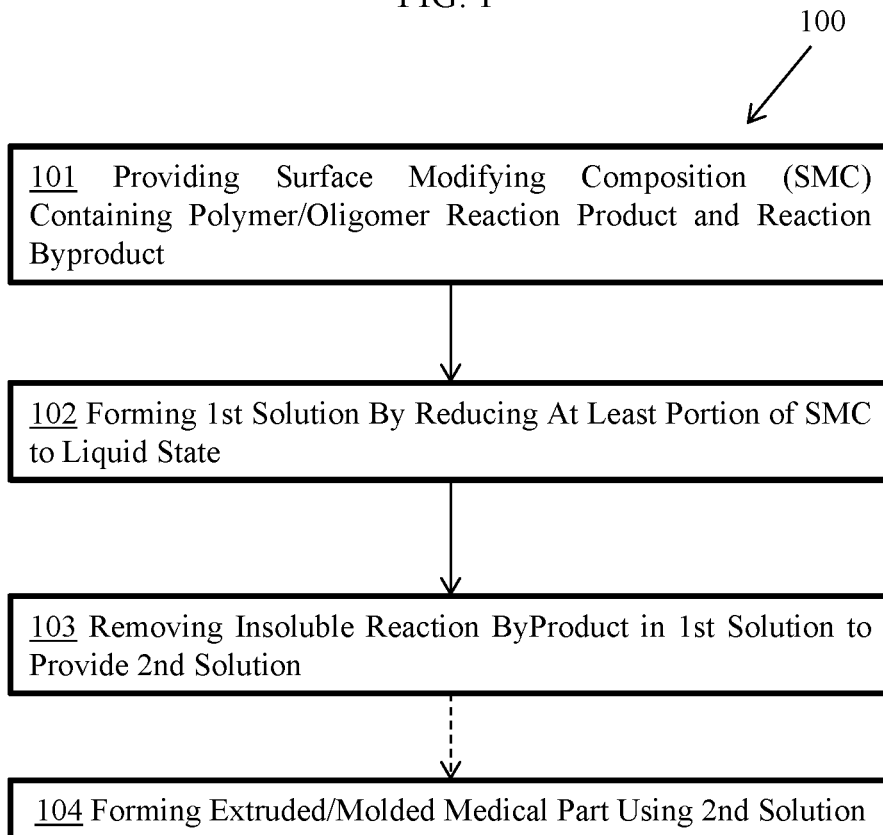 100
101 Providing Surface Modifying Composition (SMC)
Containing Polymer/Oligomer Reaction Product and Reaction
Byproduct
102 Forming 1st Solution By Reducing At Least Portion of SMC
to Liquid State
103 Removing Insoluble Reaction ByProduct in 1st Solution to
Provide 2nd Solution
104 Forming Extruded/Molded Medical Part Using 2nd Solution